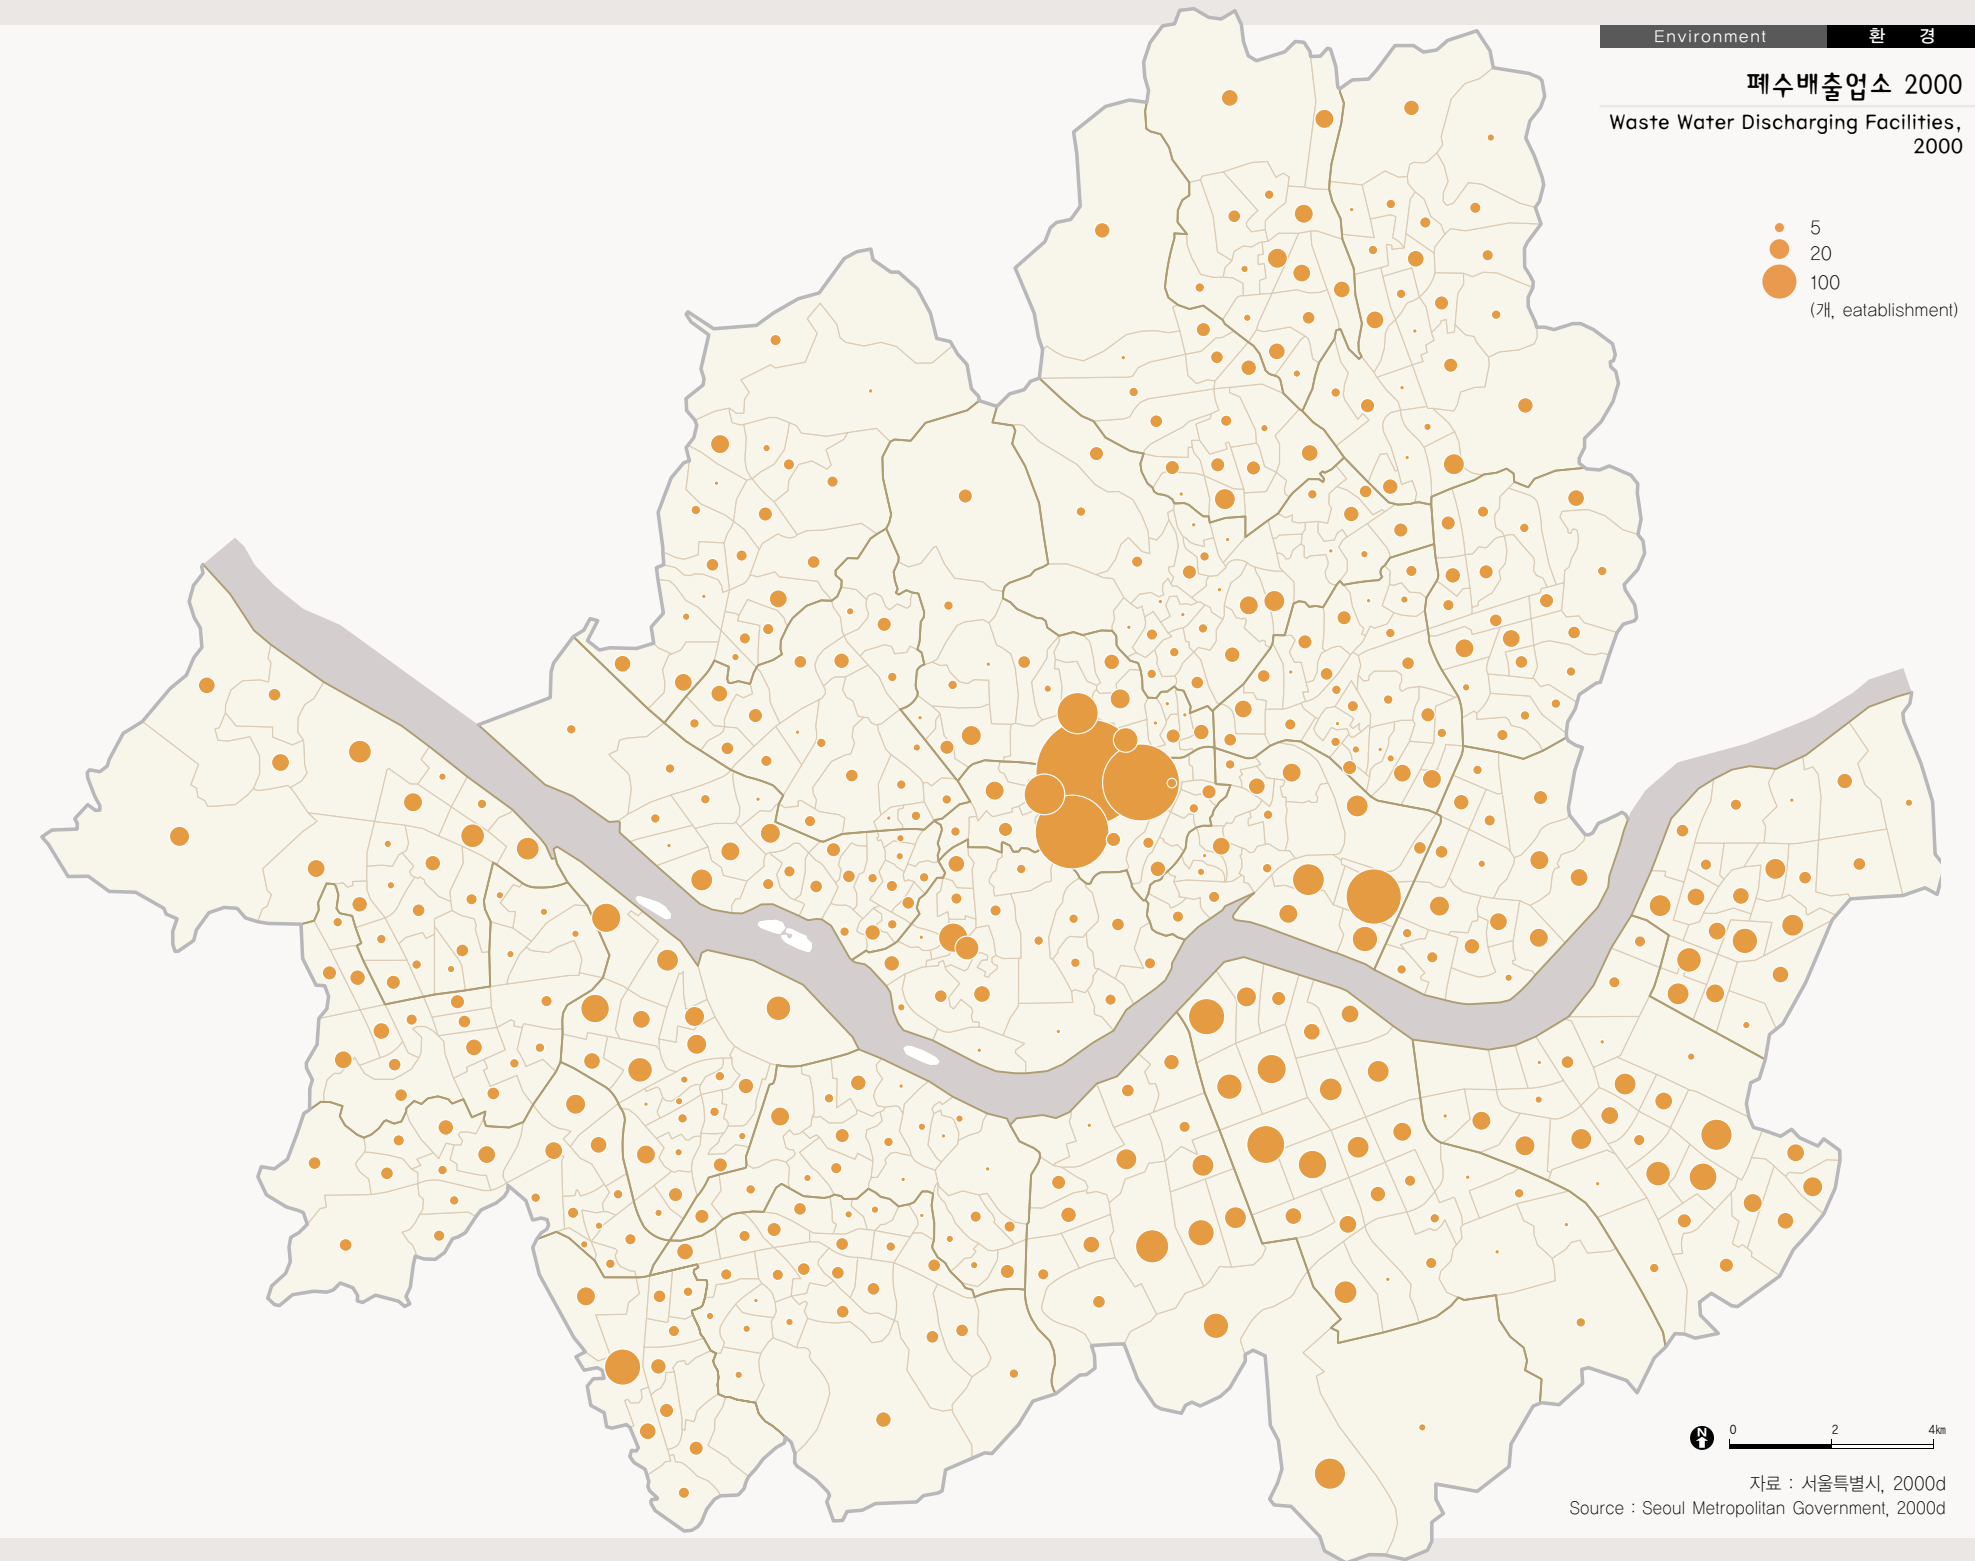 Environment 환 경
폐수배출업소 2000
Waste Water Discharging Facilities,
2000
5
20
100
(개, eatablishment)
N
0 2 4km
자료 : 서울특별시, 2000d
Source : Seoul Metropolitan Government, 2000d